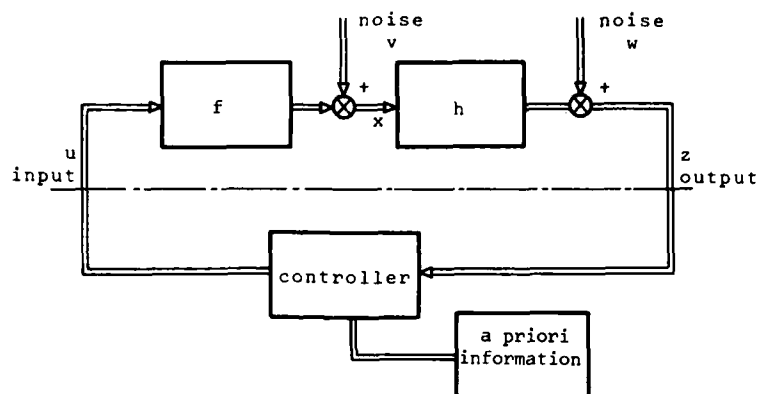 noise
v
noise
w
+
+
f
x
h
u
input
z
output
controller
a priori
information